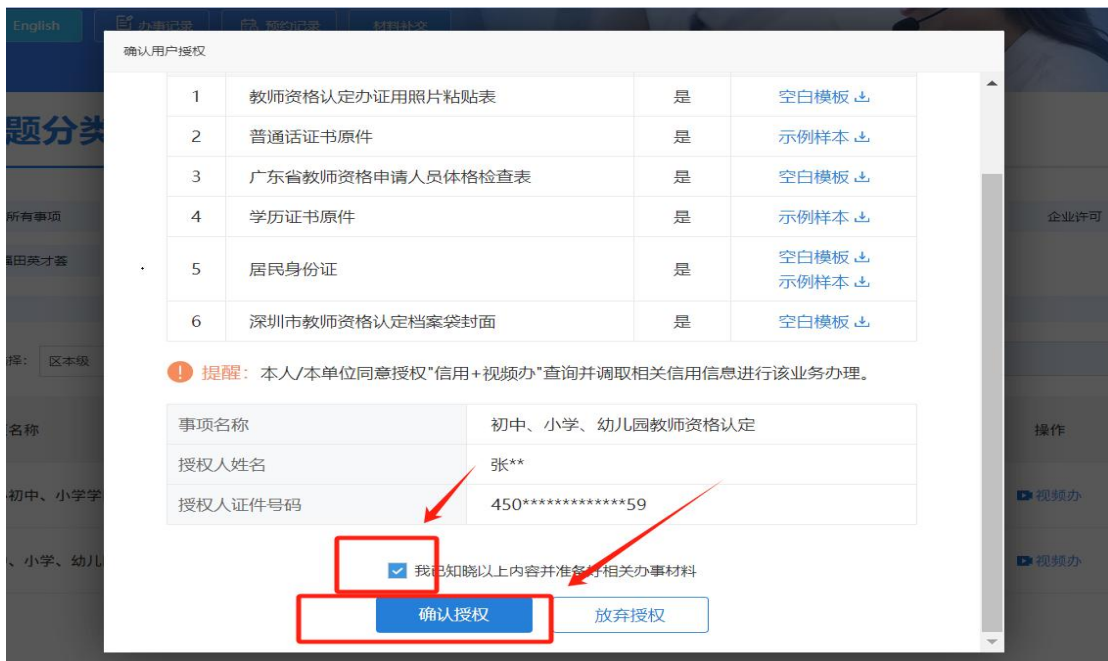 English
办事记录
预约记录
材料补交
确认用户授权
题分类
所有事项
企业许可
福田英才荟
择：
区本级
名称
操作
初中、小学学
视频办
、小学、幼儿
视频办
1 教师资格认定办证用照片粘贴表 是 空白模板
2 普通话证书原件 是 示例样本
3 广东省教师资格申请人员体格检查表 是 空白模板
4 学历证书原件 是 示例样本
5 居民身份证 是 空白模板
示例样本
6 深圳市教师资格认定档案袋封面 是 空白模板
提醒：本人/本单位同意授权"信用+视频办"查询并调取相关信用信息进行该业务办理。
事项名称 初中、小学、幼儿园教师资格认定
授权人姓名 张**
授权人证件号码 450*************59
我已知晓以上内容并准备好相关办事材料
确认授权 放弃授权